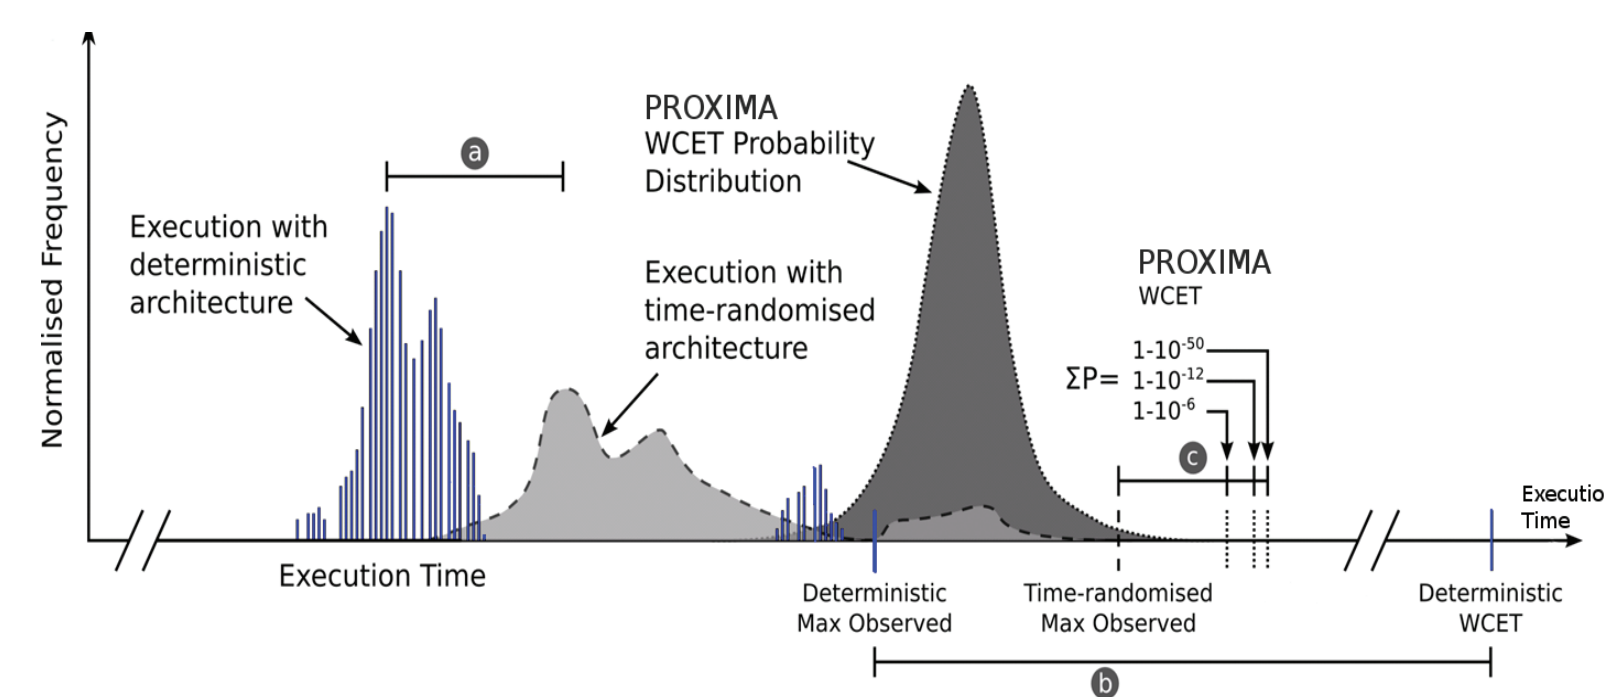 Normalised Frequency
a
Execution with
deterministic
architecture
PROXIMA
WCET Probability
Distribution
Execution with
time-randomised
architecture
PROXIMA
WCET
ΣP=
1-10⁻⁵⁰
1-10⁻¹²
1-10⁻⁶
c
Executio
Time
Execution Time
Deterministic
Max Observed
Time-randomised
Max Observed
Deterministic
WCET
b